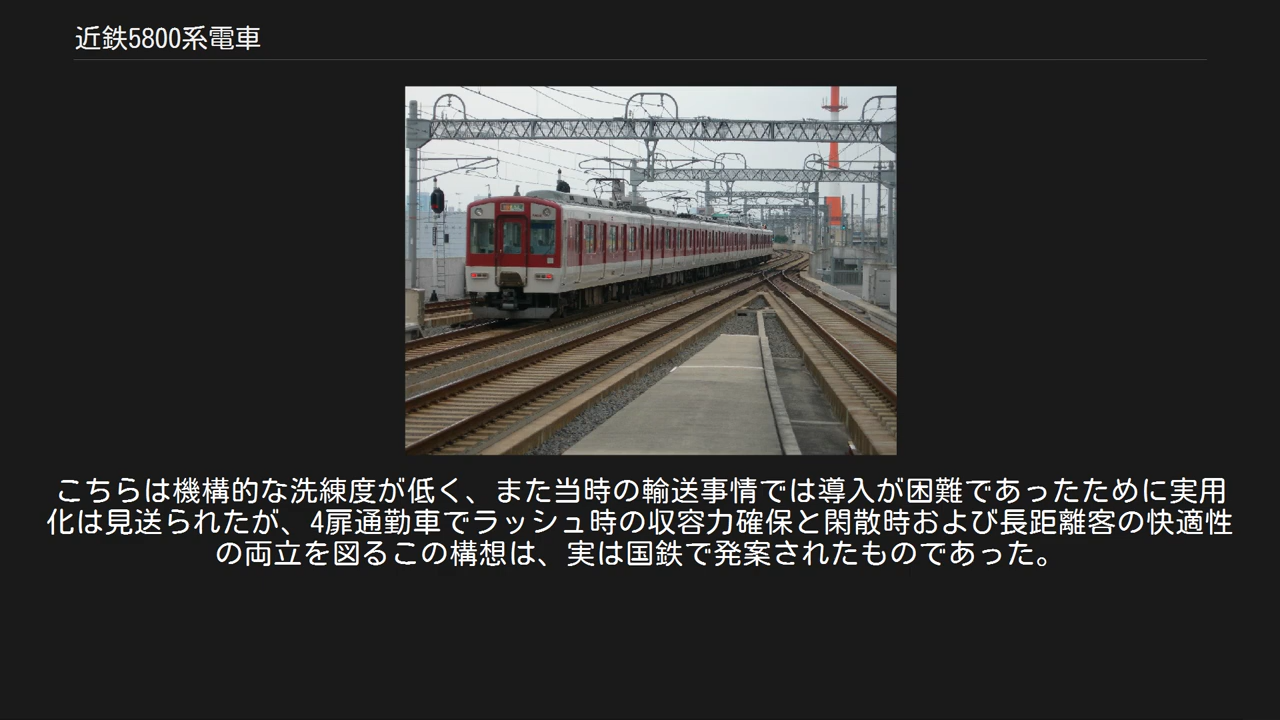 近鉄5800系電車
こちらは機構的な洗練度が低く、また当時の輸送事情では導入が困難であったために実用
化は見送られたが、4扉通勤車でラッシュ時の収容力確保と閑散時および長距離客の快適性
の両立を図るこの構想は、実は国鉄で発案されたものであった。